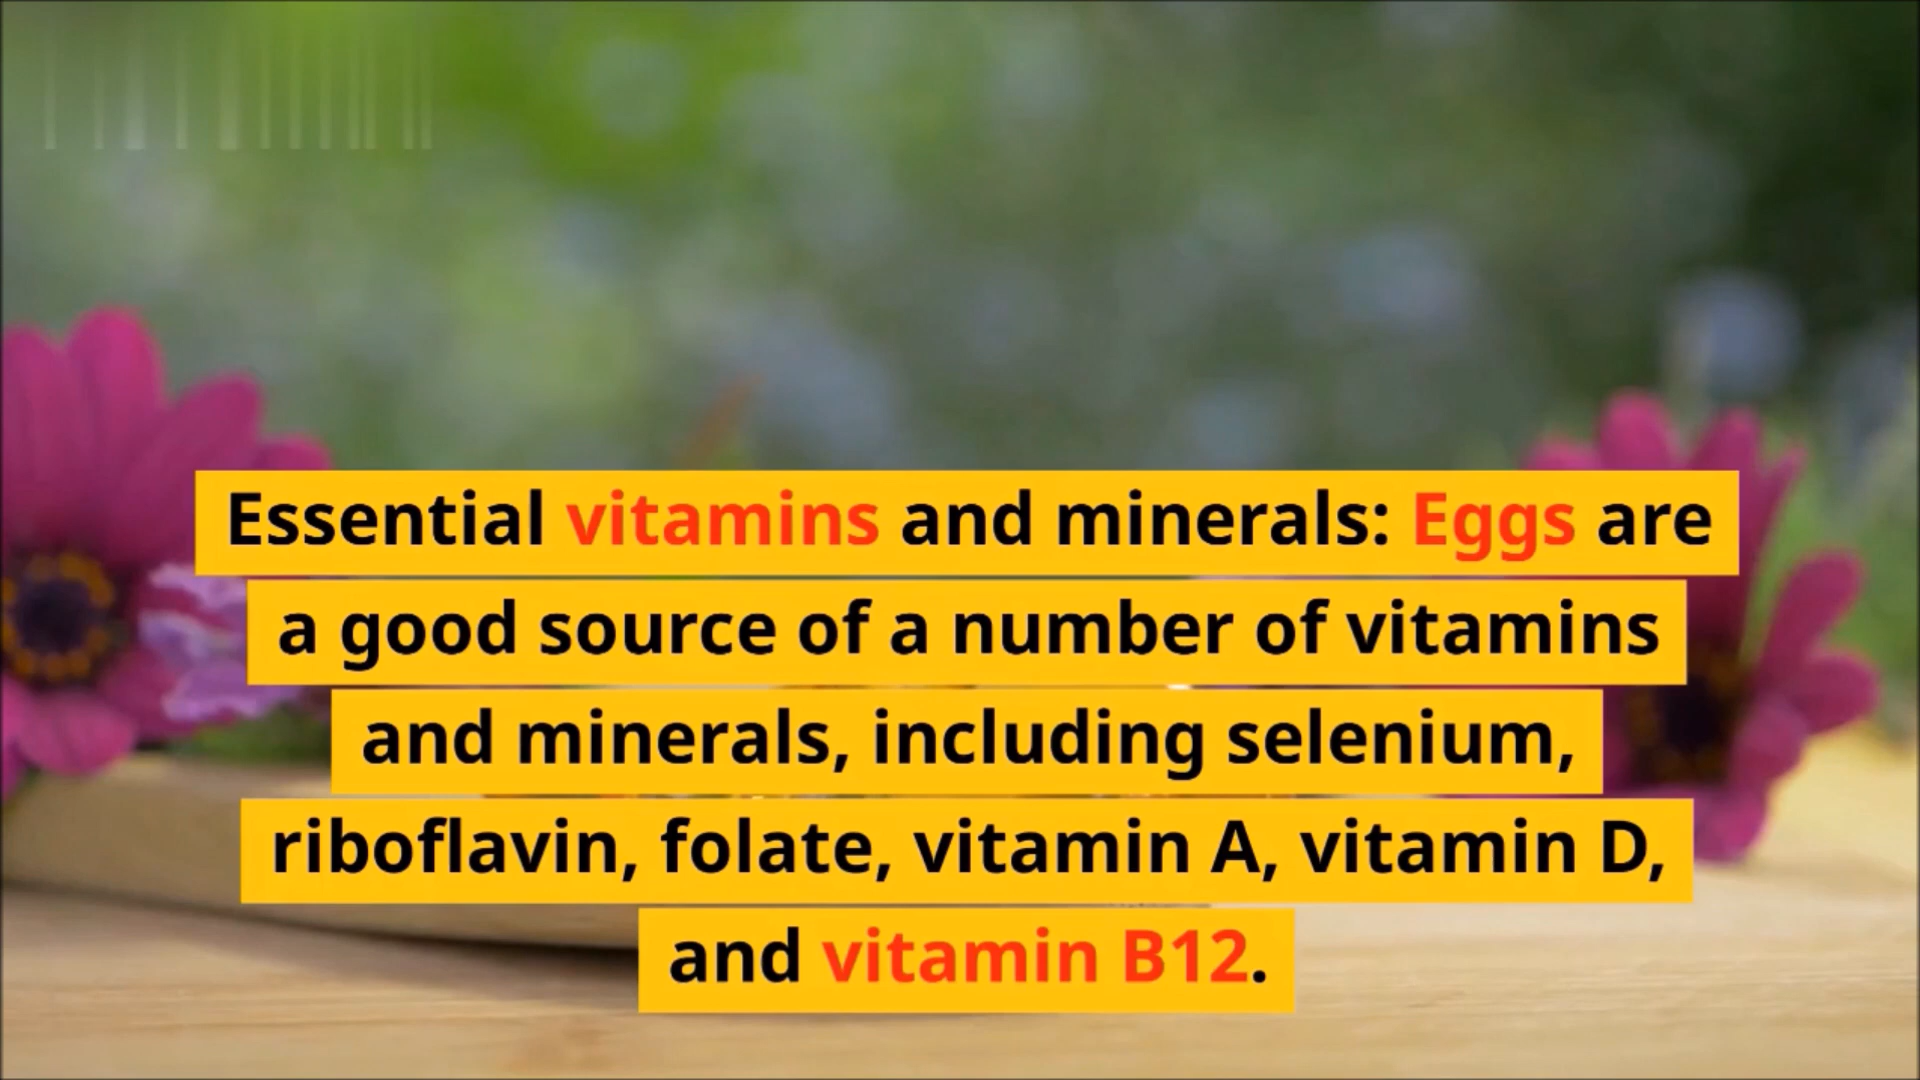 Essential vitamins and minerals: Eggs are
a good source of a number of vitamins
and minerals, including selenium,
riboflavin, folate, vitamin A, vitamin D,
and vitamin B12.